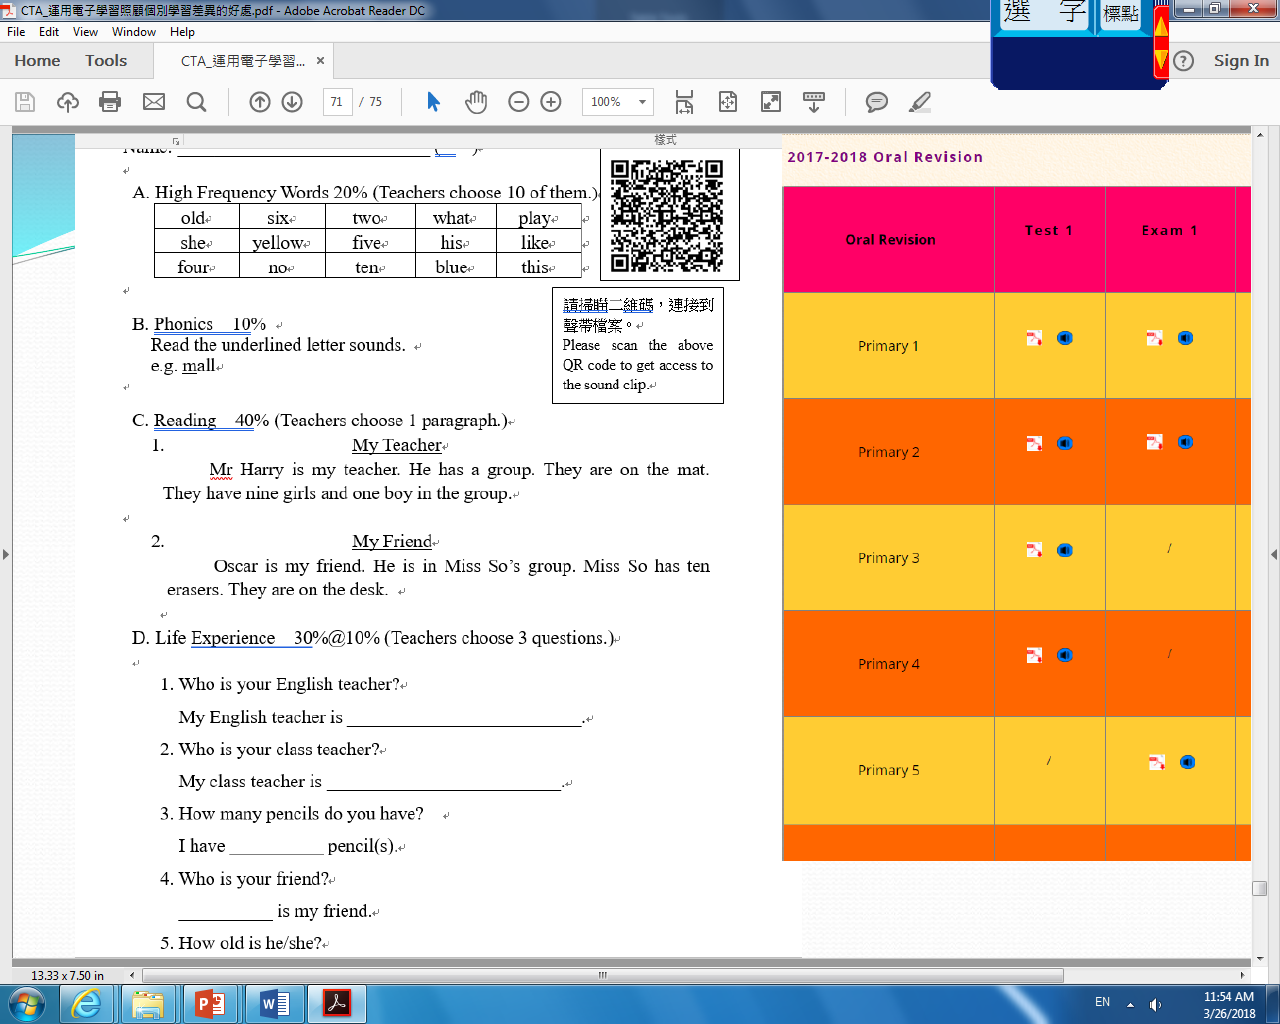 CTA_運用電子學習照顧個別學習差異的好處.pdf - Adobe Acrobat Reader DC
選 字 標點
File Edit View Window Help
Home Tools CTA_運用電子學習... × Sign In
71 / 75 100%
樣式
Name: ( )
A. High Frequency Words 20% (Teachers choose 10 of them.)
old six two what play
she yellow five his like
four no ten blue this
請掃瞄二維碼，連接到
聲帶檔案。
Please scan the above
QR code to get access to
the sound clip.
B. Phonics 10%
Read the underlined letter sounds.
e.g. mall
C. Reading 40% (Teachers choose 1 paragraph.)
1. My Teacher
Mr Harry is my teacher. He has a group. They are on the mat.
They have nine girls and one boy in the group.
2. My Friend
Oscar is my friend. He is in Miss So’s group. Miss So has ten
erasers. They are on the desk.
D. Life Experience 30%@10% (Teachers choose 3 questions.)
1. Who is your English teacher?
My English teacher is _________________________.
2. Who is your class teacher?
My class teacher is _________________________.
3. How many pencils do you have?
I have __________ pencil(s).
4. Who is your friend?
__________ is my friend.
5. How old is he/she?
2017-2018 Oral Revision
Oral Revision Test 1 Exam 1
Primary 1
Primary 2
Primary 3 /
Primary 4 /
Primary 5 /
13.33 x 7.50 in
EN 11:54 AM
3/26/2018